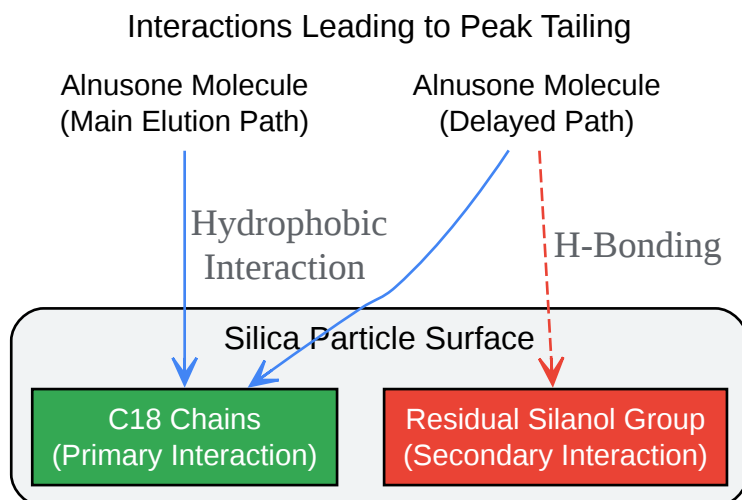 Interactions Leading to Peak Tailing
Alnusone Molecule
(Main Elution Path)
Alnusone Molecule
(Delayed Path)
Hydrophobic
Interaction
H-Bonding
Silica Particle Surface
C18 Chains
(Primary Interaction)
Residual Silanol Group
(Secondary Interaction)